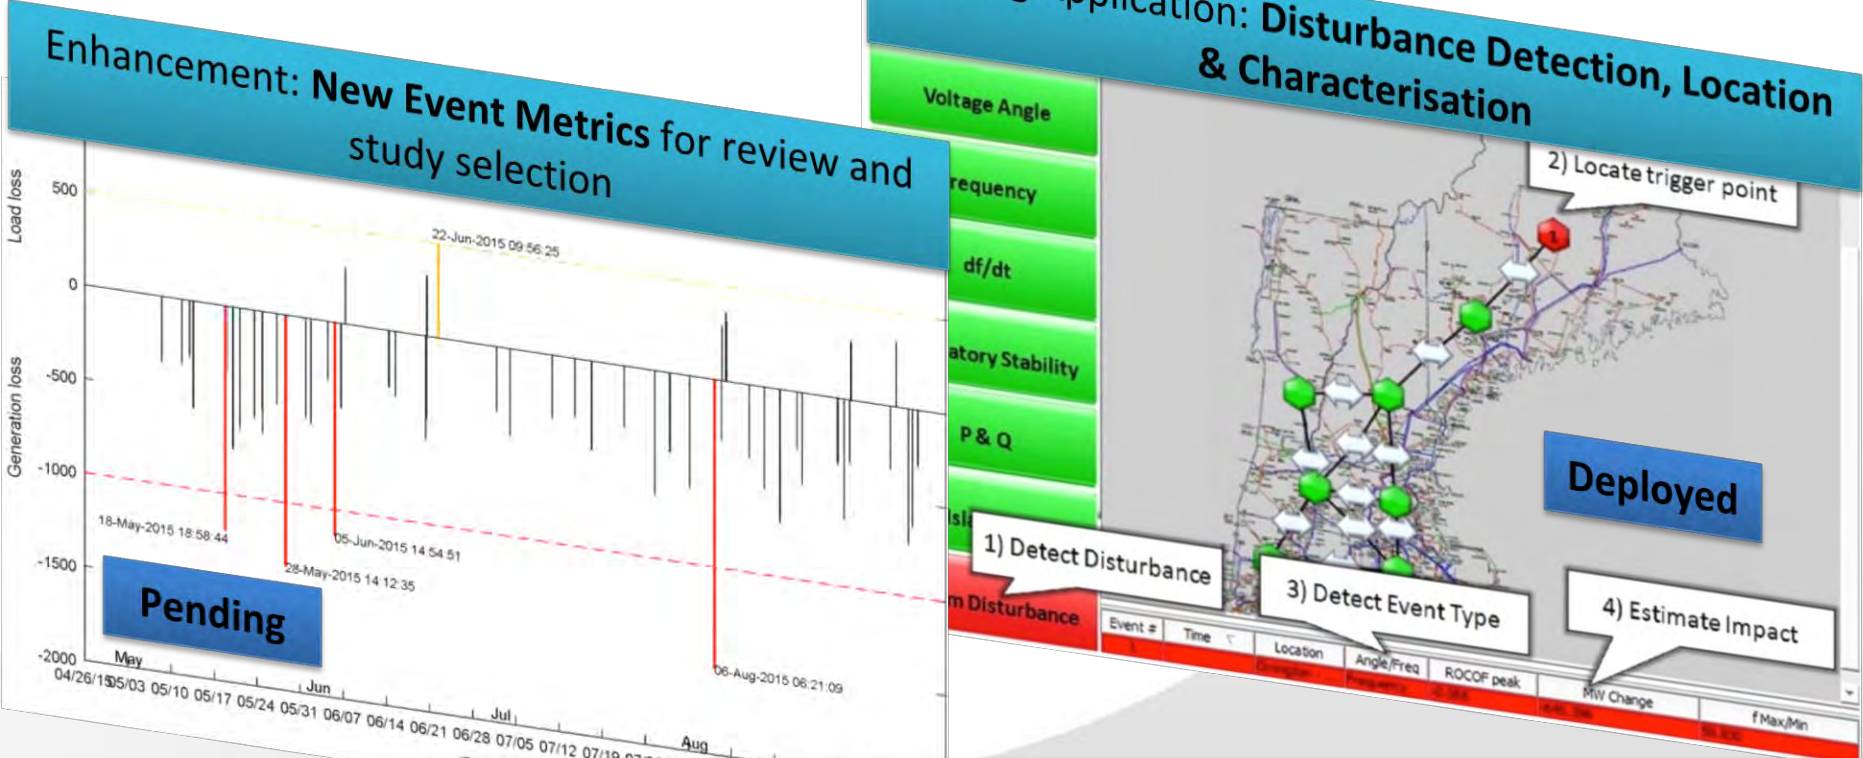 Enhancement: New Event Metrics for review and
study selection
Load loss
Generation loss
500
0
-500
-1000
-1500
-2000
22-Jun-2015 09:56:25
18-May-2015 18:58:44
28-May-2015 14:12:35
05-Jun-2015 14:54:51
06-Aug-2015 06:21:09
Pending
May
Jun
Jul
Aug
04/26/15 05/03 05/10 05/17 05/24 05/31 06/07 06/14 06/21 06/28 07/05 07/12 07/19
Application: Disturbance Detection, Location
& Characterisation
Voltage Angle
requency
df/dt
atory Stability
P & Q
m Disturbance
2) Locate trigger point
1
Deployed
1) Detect Disturbance
3) Detect Event Type
4) Estimate Impact
Event # Time Location Angle/Freq ROCOF peak MW Change f Max/Min
1